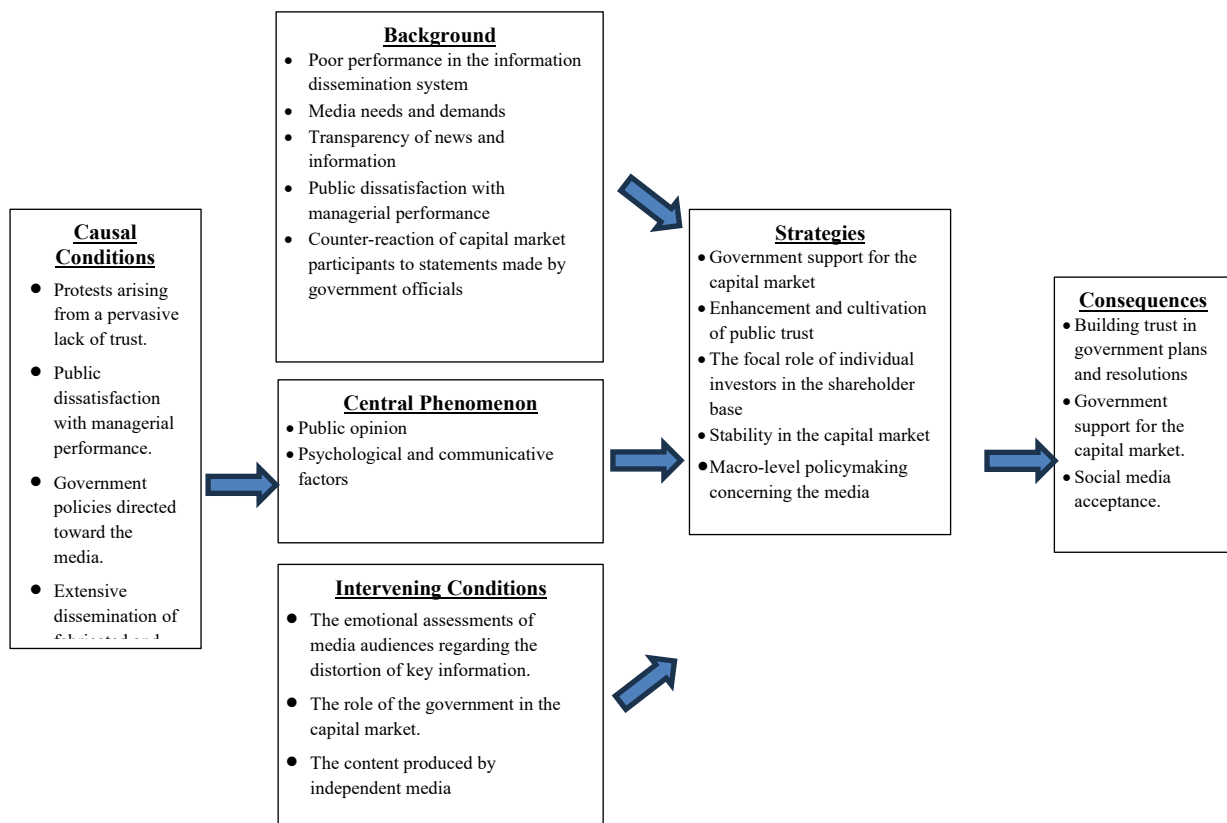 Causal
Conditions
● Protests arising
from a pervasive
lack of trust.
● Public
dissatisfaction
with managerial
performance.
● Government
policies directed
toward the
media.
● Extensive
dissemination of
Background
• Poor performance in the information
dissemination system
• Media needs and demands
• Transparency of news and
information
• Public dissatisfaction with
managerial performance
• Counter-reaction of capital market
participants to statements made by
government officials
Central Phenomenon
• Public opinion
• Psychological and communicative
factors
Intervening Conditions
● The emotional assessments of
media audiences regarding the
distortion of key information.
● The role of the government in the
capital market.
● The content produced by
independent media
Strategies
• Government support for the
capital market
• Enhancement and cultivation
of public trust
• The focal role of individual
investors in the shareholder
base
• Stability in the capital market
● Macro-level policymaking
concerning the media
Consequences
• Building trust in
government plans and
resolutions
• Government
support for the
capital market.
• Social media
acceptance.